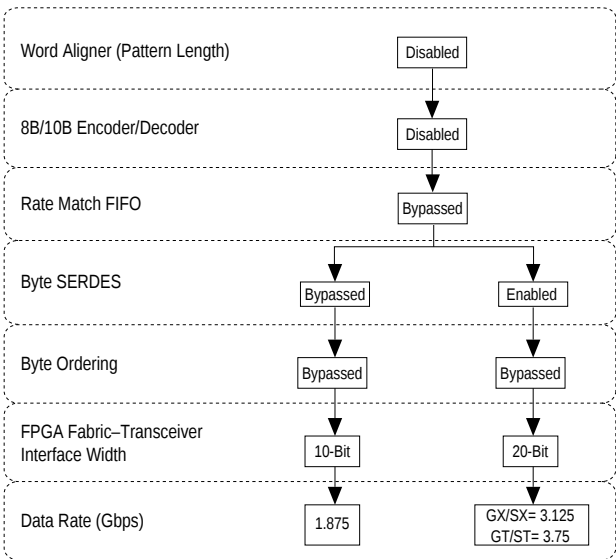 Word Aligner (Pattern Length)
Disabled
8B/10B Encoder/Decoder
Disabled
Rate Match FIFO
Bypassed
Byte SERDES
Bypassed
Enabled
Byte Ordering
Bypassed
Bypassed
FPGA Fabric–Transceiver
Interface Width
10-Bit
20-Bit
Data Rate (Gbps)
1.875
GX/SX= 3.125
GT/ST= 3.75